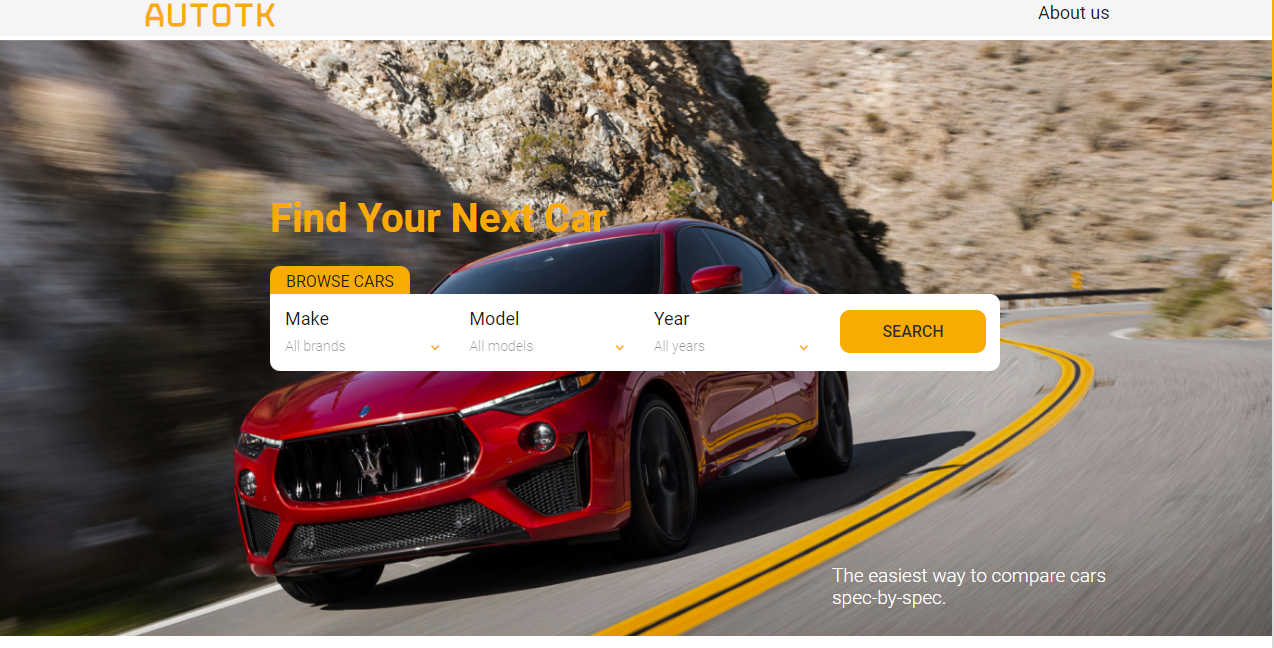 AUTOTK
About us
Find Your Next Car
BROWSE CARS
Make
Model
Year
All brands
All models
All years
SEARCH
The easiest way to compare cars
spec-by-spec.